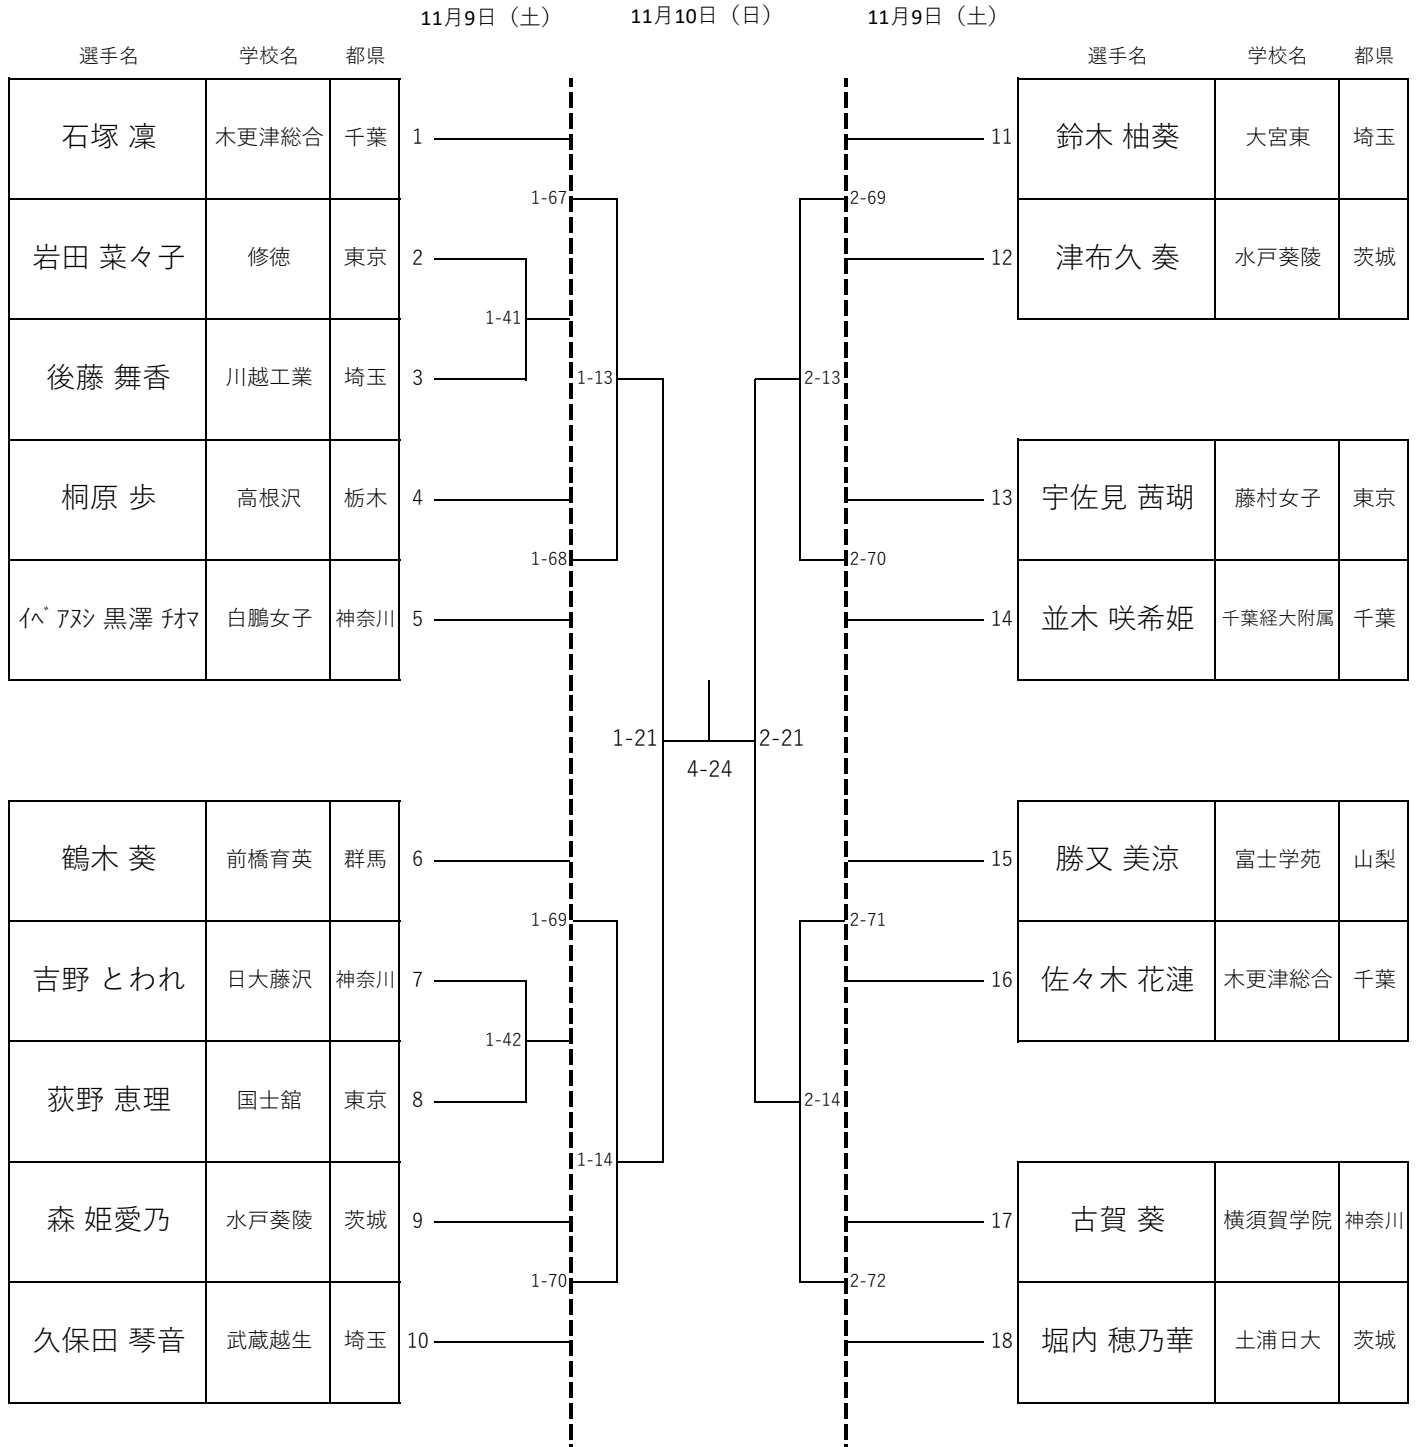 11月9日（土） 11月10日（日） 11月9日（土）
選手名 学校名 都県 選手名 学校名 都県
石塚 凜 木更津総合 千葉 1 11 鈴木 柚葵 大宮東 埼玉
1-67 2-69
岩田 菜々子 修徳 東京 2 12 津布久 奏 水戸葵陵 茨城
1-41
後藤 舞香 川越工業 埼玉 3 1-13 2-13
桐原 歩 高根沢 栃木 4 13 宇佐見 茜瑚 藤村女子 東京
1-68 2-70
ｲﾍﾞｱﾇｼ 黒澤 ﾁｵﾏ 白鵬女子 神奈川 5 14 並木 咲希姫 千葉経大附属 千葉
1-21 2-21
4-24
鶴木 葵 前橋育英 群馬 6 15 勝又 美涼 富士学苑 山梨
1-69 2-71
吉野 とわれ 日大藤沢 神奈川 7 16 佐々木 花漣 木更津総合 千葉
1-42
荻野 恵理 国士舘 東京 8 2-14
1-14
森 姫愛乃 水戸葵陵 茨城 9 17 古賀 葵 横須賀学院 神奈川
1-70 2-72
久保田 琴音 武蔵越生 埼玉 10 18 堀内 穂乃華 土浦日大 茨城